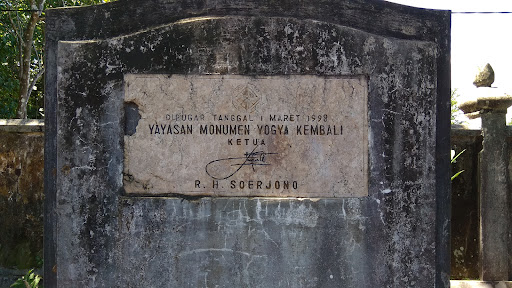 DIPUGAR TANGGAL 1 MARET 1998
YAYASAN MONUMEN YOGYA KEMBALI
KETUA
R. H. SOERJONO